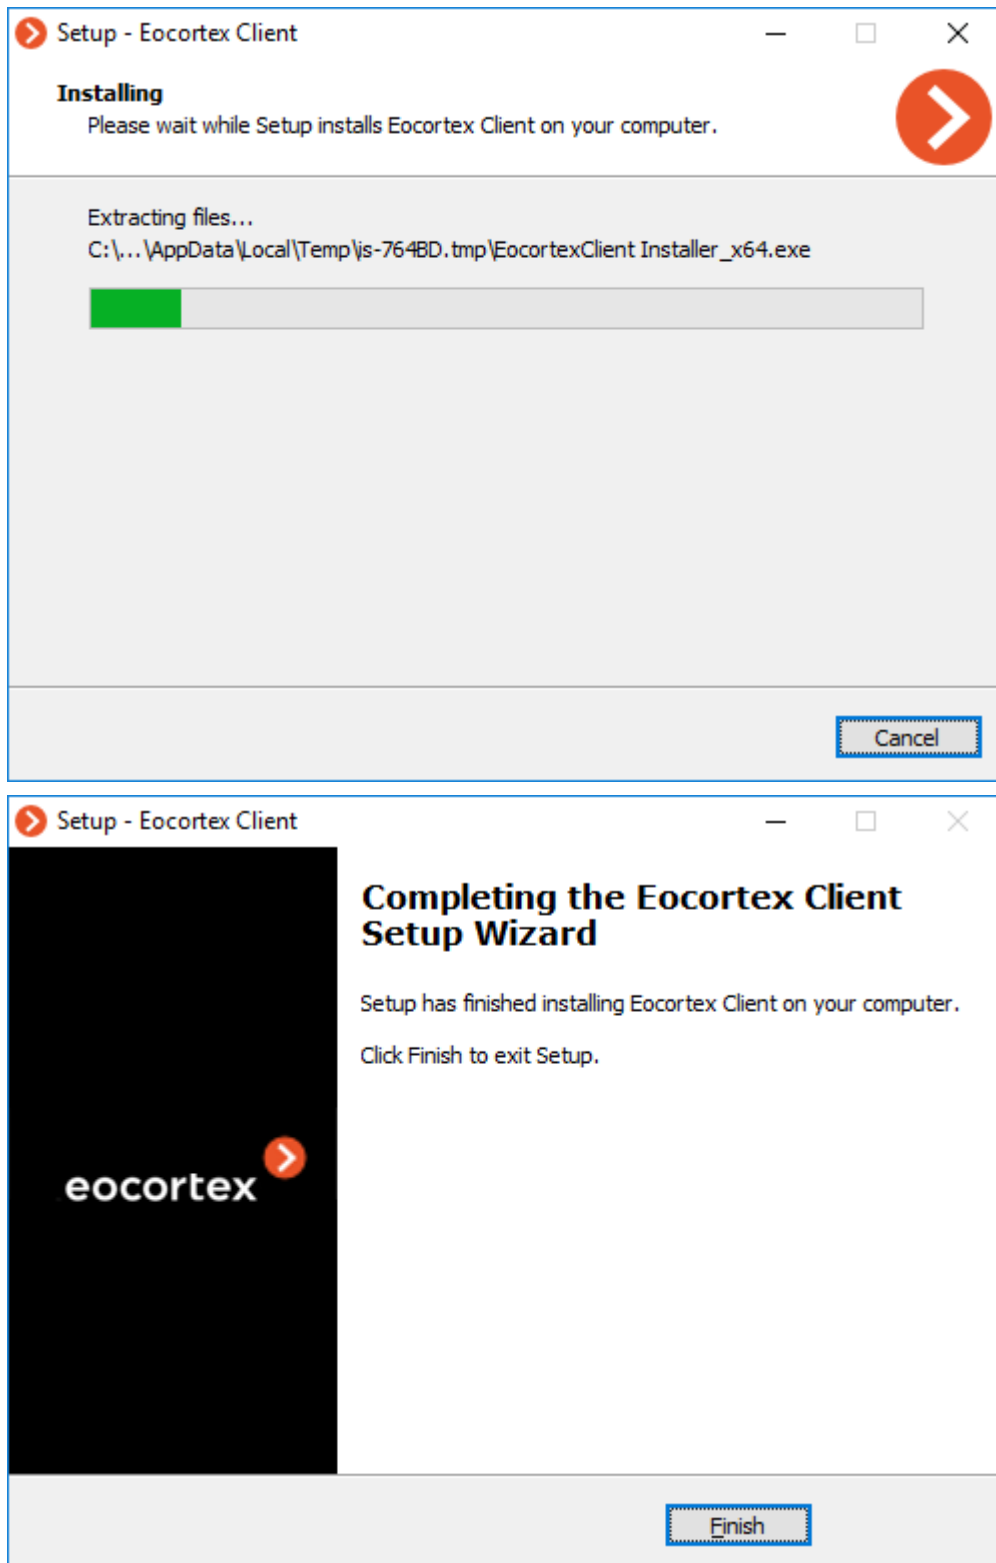 Setup - Eocortex Client
Installing
Please wait while Setup installs Eocortex Client on your computer.
Extracting files...
C:\...\AppData\Local\Temp\is-764BD.tmp\EocortexClient Installer_x64.exe
Cancel
Setup - Eocortex Client
Completing the Eocortex Client
Setup Wizard
Setup has finished installing Eocortex Client on your computer.
Click Finish to exit Setup.
eocortex
Finish